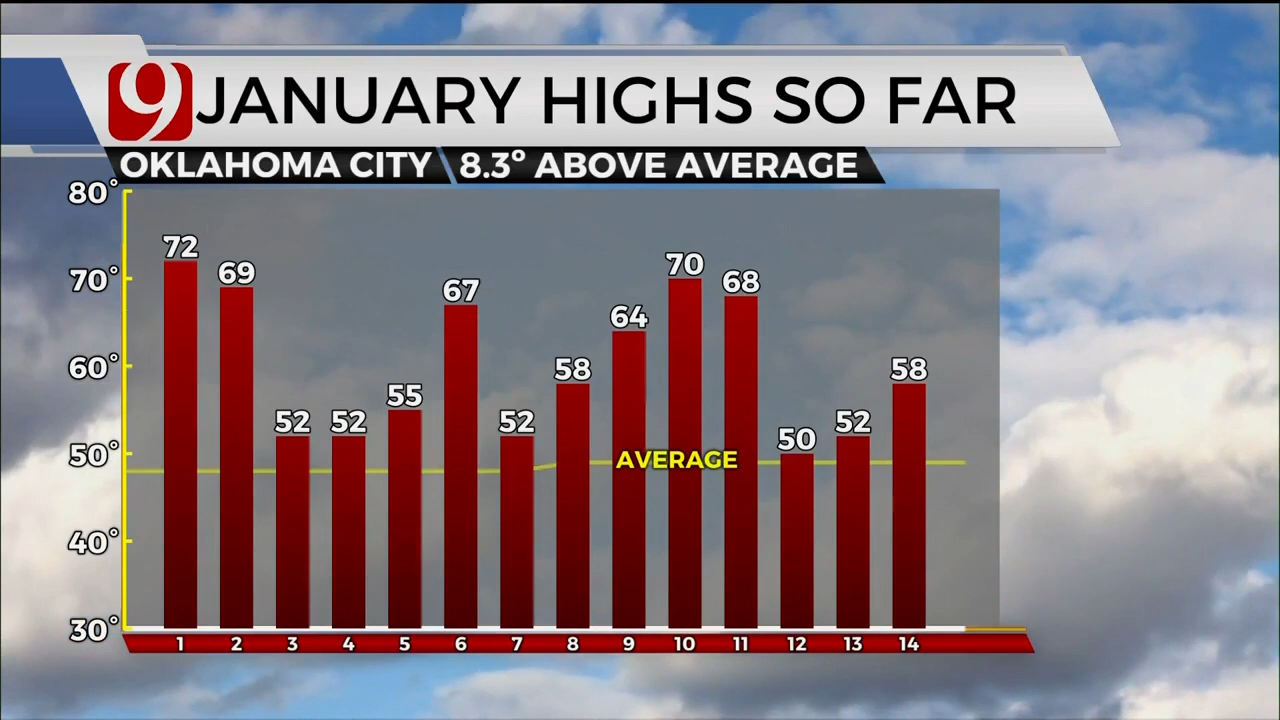 9 JANUARY HIGHS SO FAR
OKLAHOMA CITY 8.3° ABOVE AVERAGE
80°
70°
60°
50°
40°
30°
72 69 52 52 55 67 52 58 64 70 68 50 52 58
AVERAGE
1 2 3 4 5 6 7 8 9 10 11 12 13 14